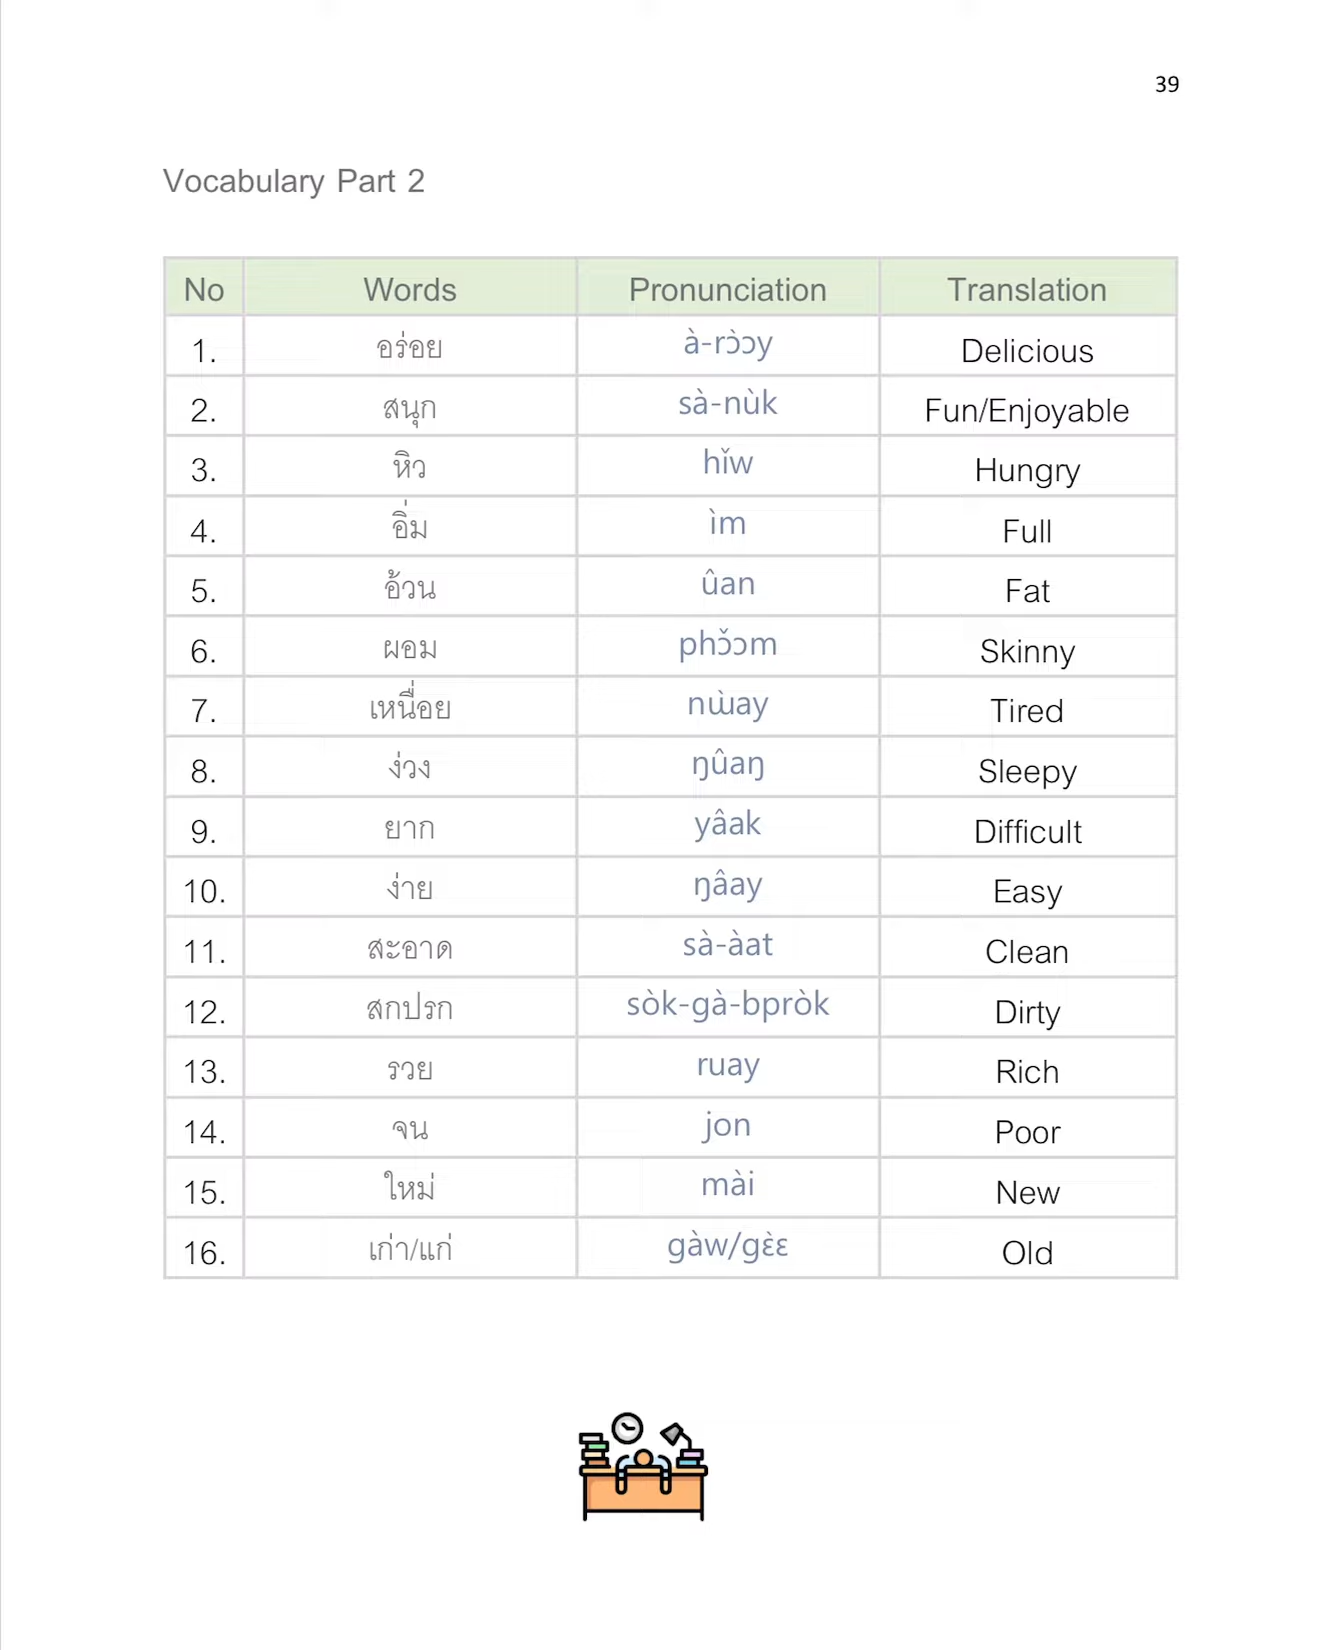 39
Vocabulary Part 2
No Words Pronunciation Translation
1. อร่อย à-rɔ̀ɔy Delicious
2. สนุก sà-nùk Fun/Enjoyable
3. หิว hǐw Hungry
4. อิ่ม ìm Full
5. อ้วน ûan Fat
6. ผอม phɔ̌ɔm Skinny
7. เหนื่อย nɯ̀ay Tired
8. ง่วง ŋûaŋ Sleepy
9. ยาก yâak Difficult
10. ง่าย ŋâay Easy
11. สะอาด sà-àat Clean
12. สกปรก sòk-gà-bpròk Dirty
13. รวย ruay Rich
14. จน jon Poor
15. ใหม่ mài New
16. เก่า/แก่ gàw/gɛ̀ɛ Old